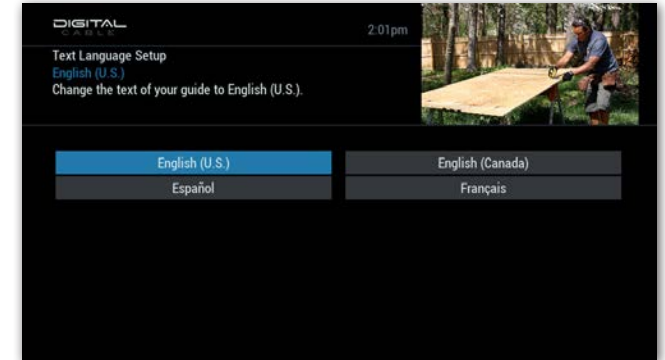 DIGITAL
CABLE
2:01pm
Text Language Setup
English (U.S.)
Change the text of your guide to English (U.S.).
English (U.S.)
English (Canada)
Español
Français